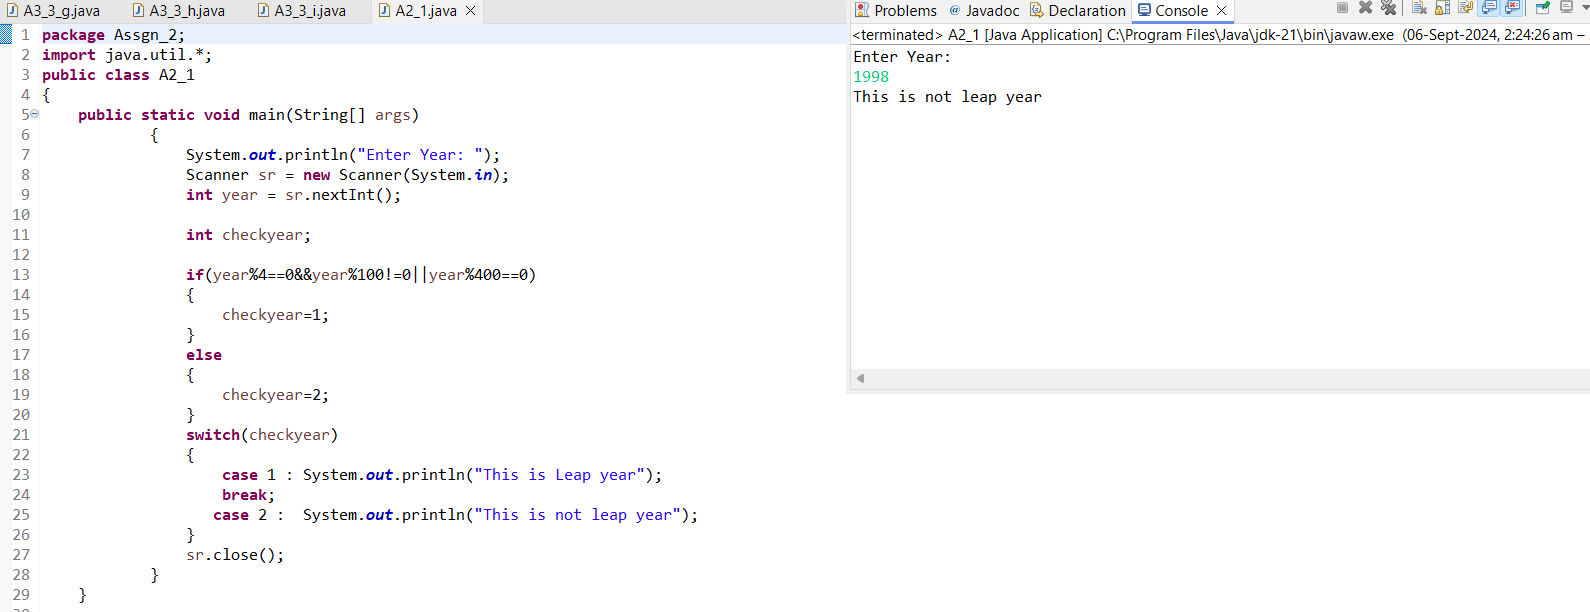 A3_3_g.java A3_3_h.java A3_3_i.java A2_1.java
1 package Assgn_2;
2 import java.util.*;
3 public class A2_1
4 {
5 public static void main(String[] args)
6 {
7 System.out.println("Enter Year: ");
8 Scanner sr = new Scanner(System.in);
9 int year = sr.nextInt();
10
11 int checkyear;
12
13 if(year%4==0&&year%100!=0||year%400==0)
14 {
15 checkyear=1;
16 }
17 else
18 {
19 checkyear=2;
20 }
21 switch(checkyear)
22 {
23 case 1 : System.out.println("This is Leap year");
24 break;
25 case 2 :  System.out.println("This is not leap year");
26 }
27 sr.close();
28 }
29 }
Problems @ Javadoc Declaration Console
<terminated> A2_1 [Java Application] C:\Program Files\Java\jdk-21\bin\javaw.exe (06-Sept-2024, 2:24:26 am –
Enter Year:
1998
This is not leap year